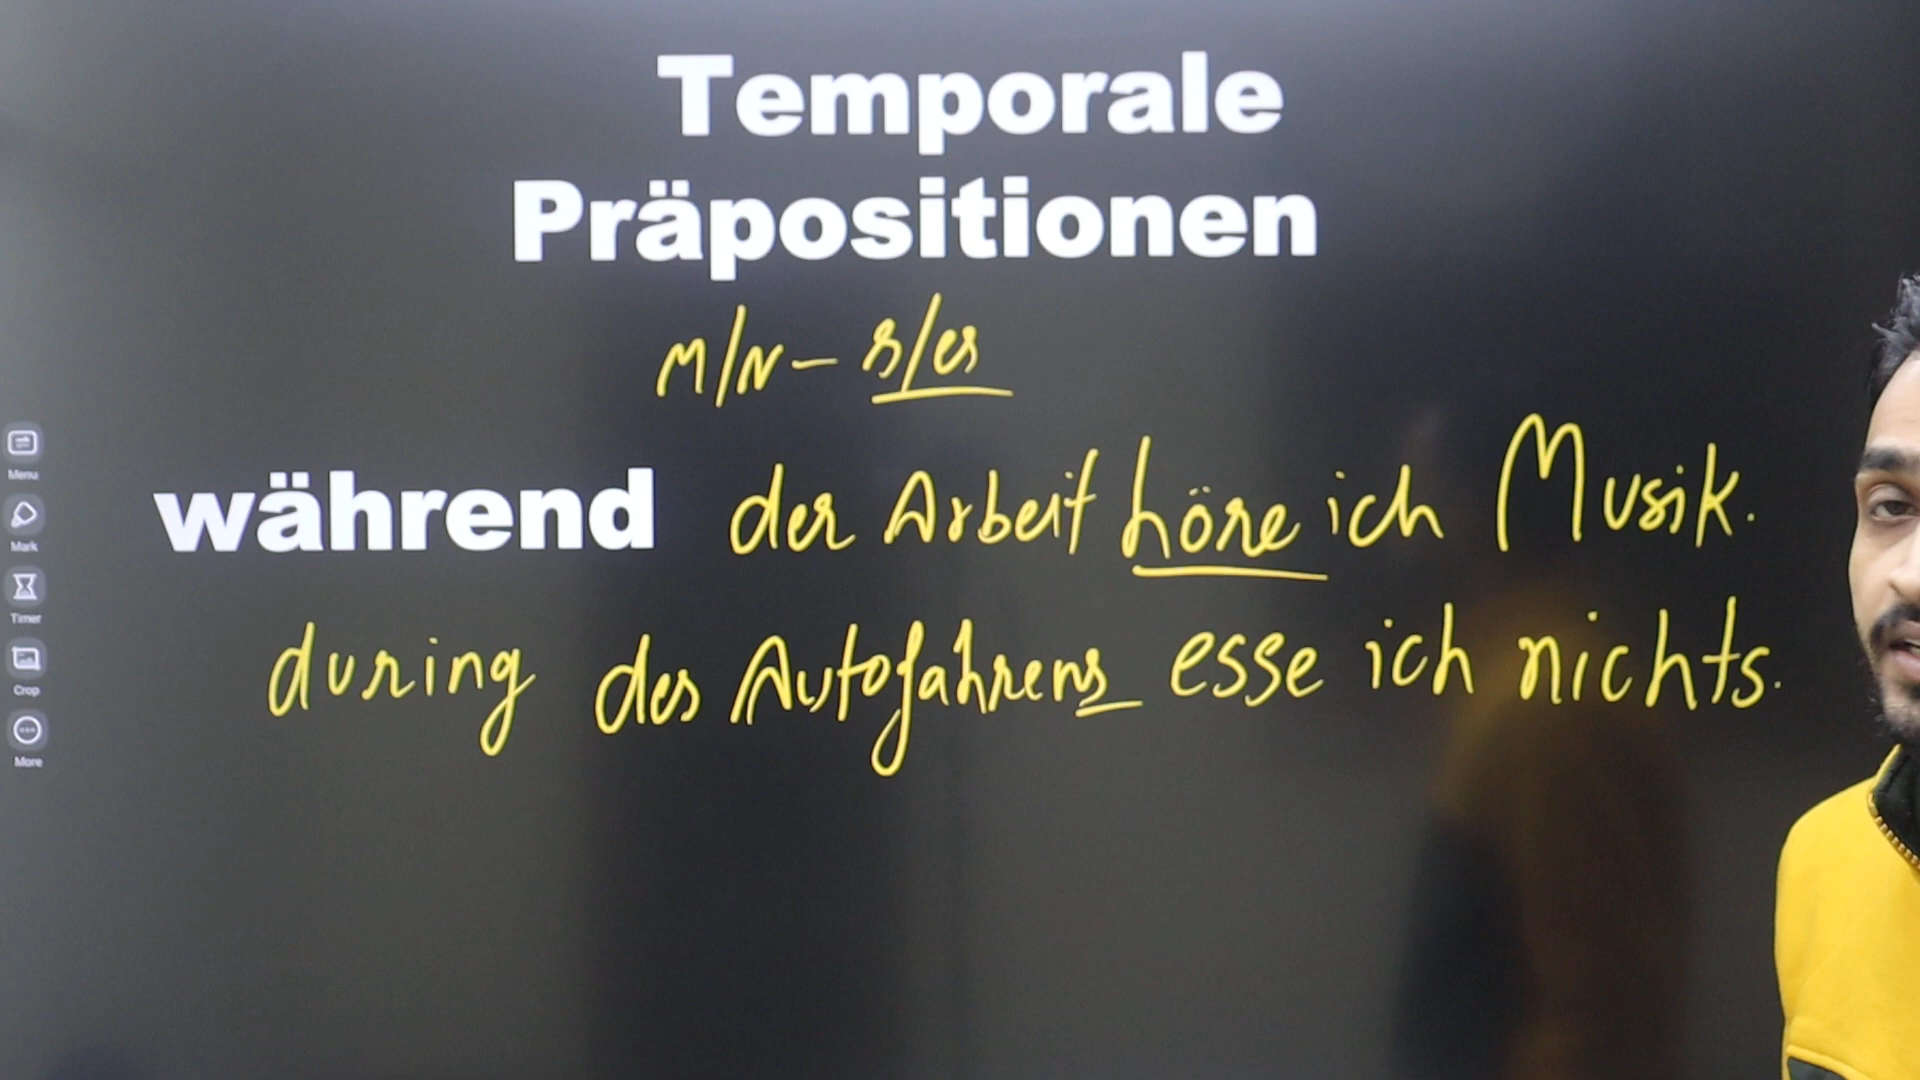 Temporale
Präpositionen
M/N - s/es
während der Arbeit höre ich Musik.
during des Autofahrens esse ich nichts.
Menu
Mark
Timer
Crop
More